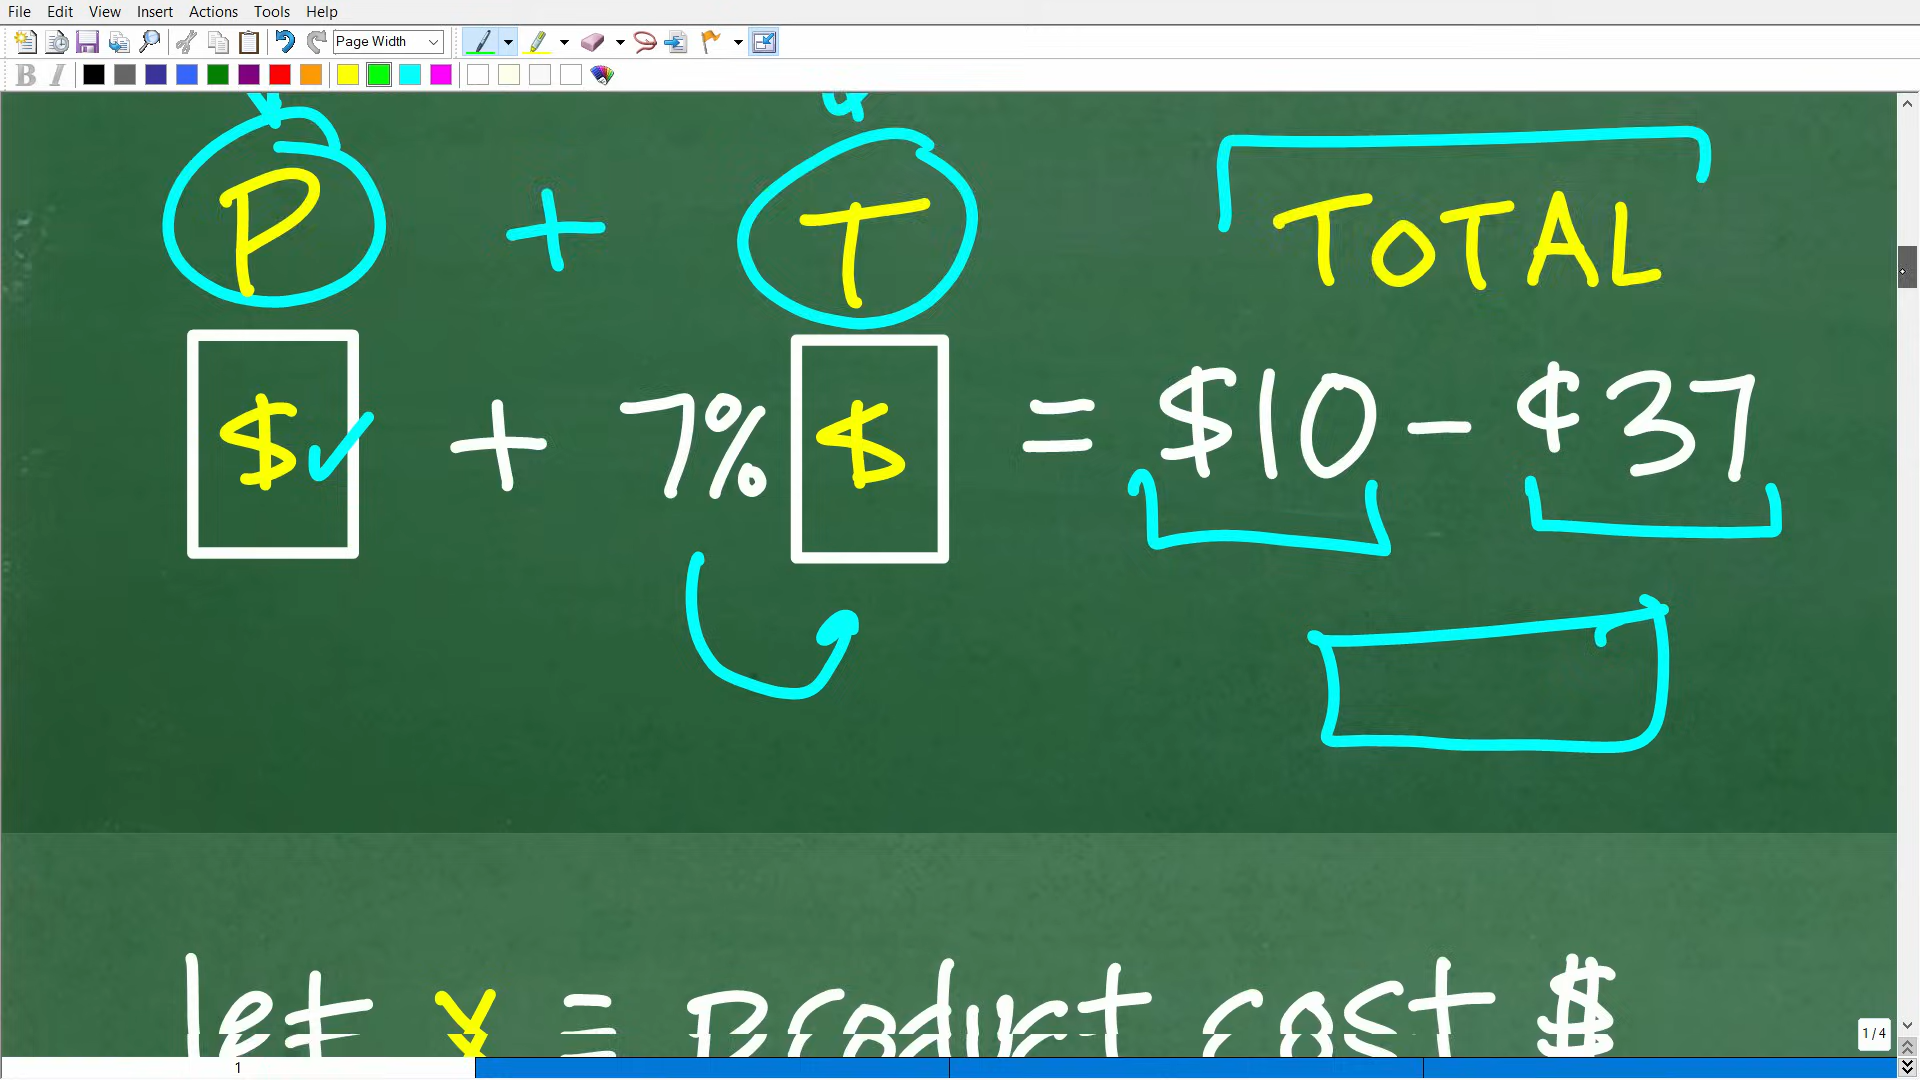 File Edit View Insert Actions Tools Help
Page Width
B I
P + T TOTAL
$ + 7% $ = $10 - ¢37
let x = product cost $
1 / 4
1